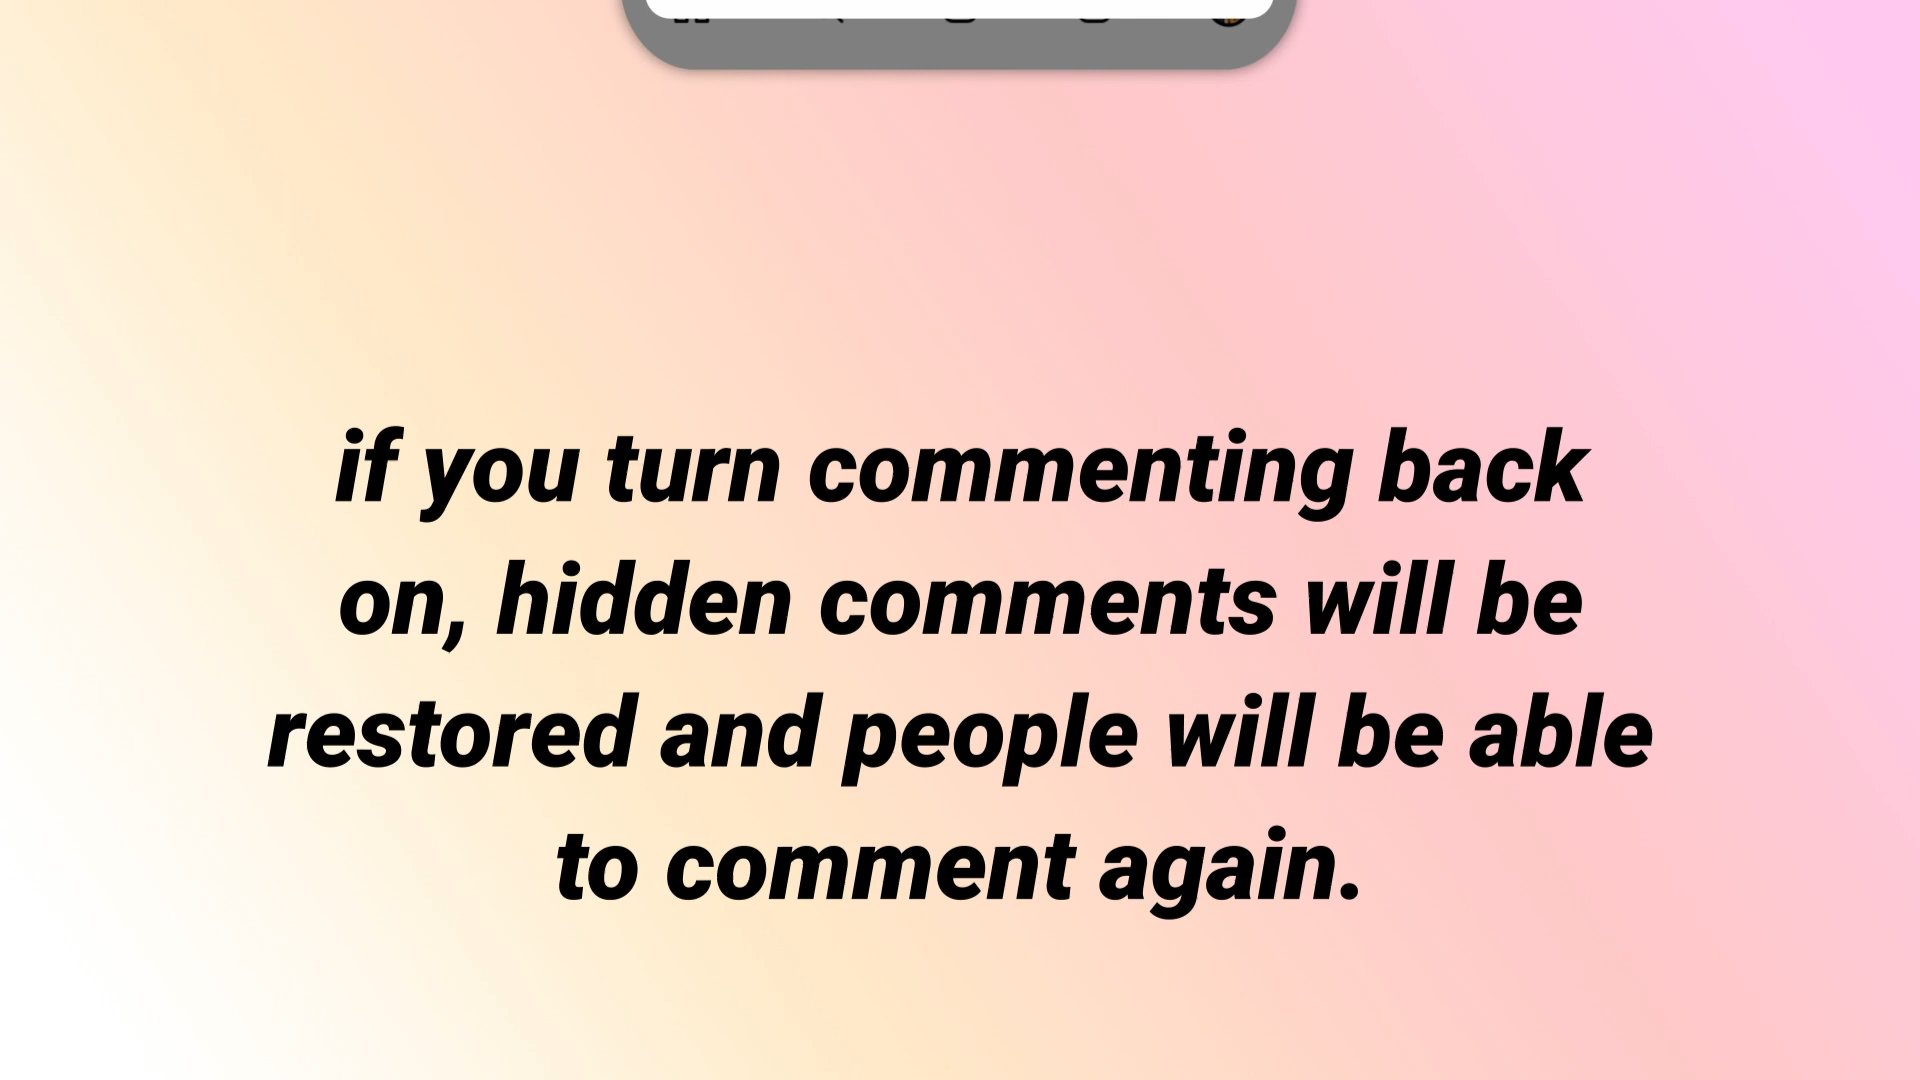 if you turn commenting back
on, hidden comments will be
restored and people will be able
to comment again.